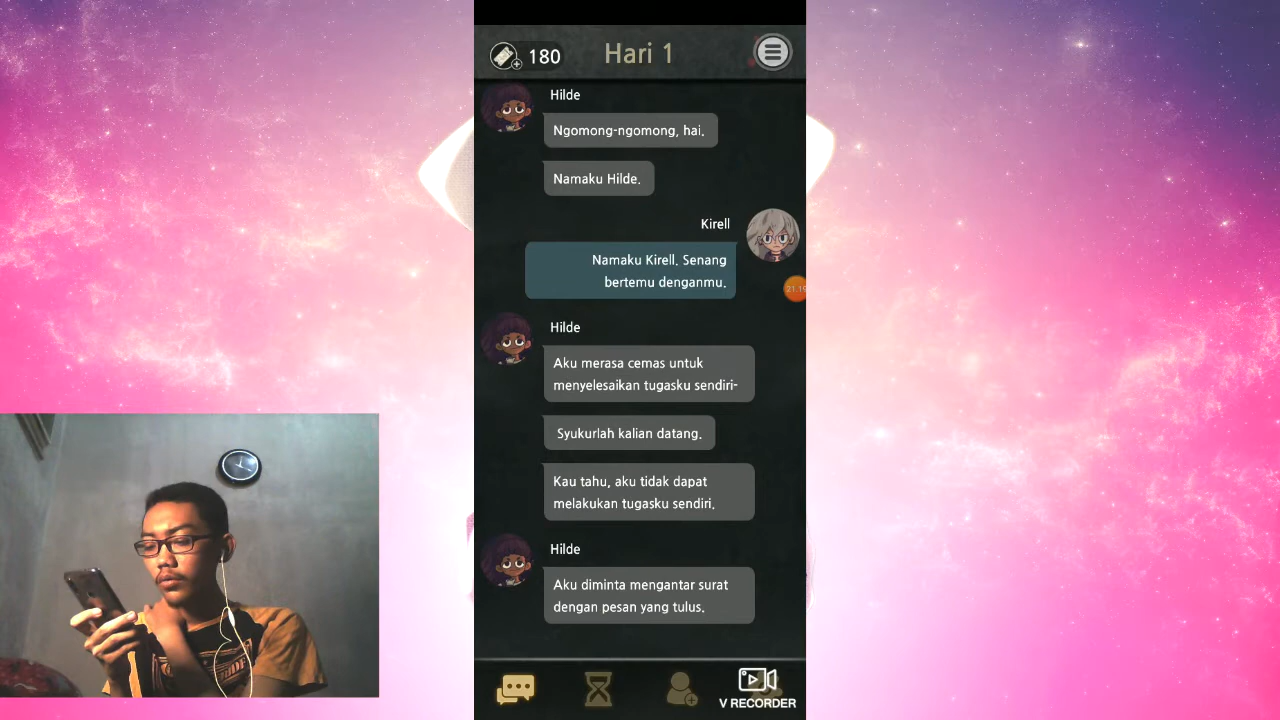 180
Hari 1
Hilde
Ngomong-ngomong, hai.
Namaku Hilde.
Kirell
Namaku Kirell. Senang
bertemu denganmu.
21:19
Hilde
Aku merasa cemas untuk
menyelesaikan tugasku sendiri-
Syukurlah kalian datang.
Kau tahu, aku tidak dapat
melakukan tugasku sendiri.
Hilde
Aku diminta mengantar surat
dengan pesan yang tulus.
V RECORDER